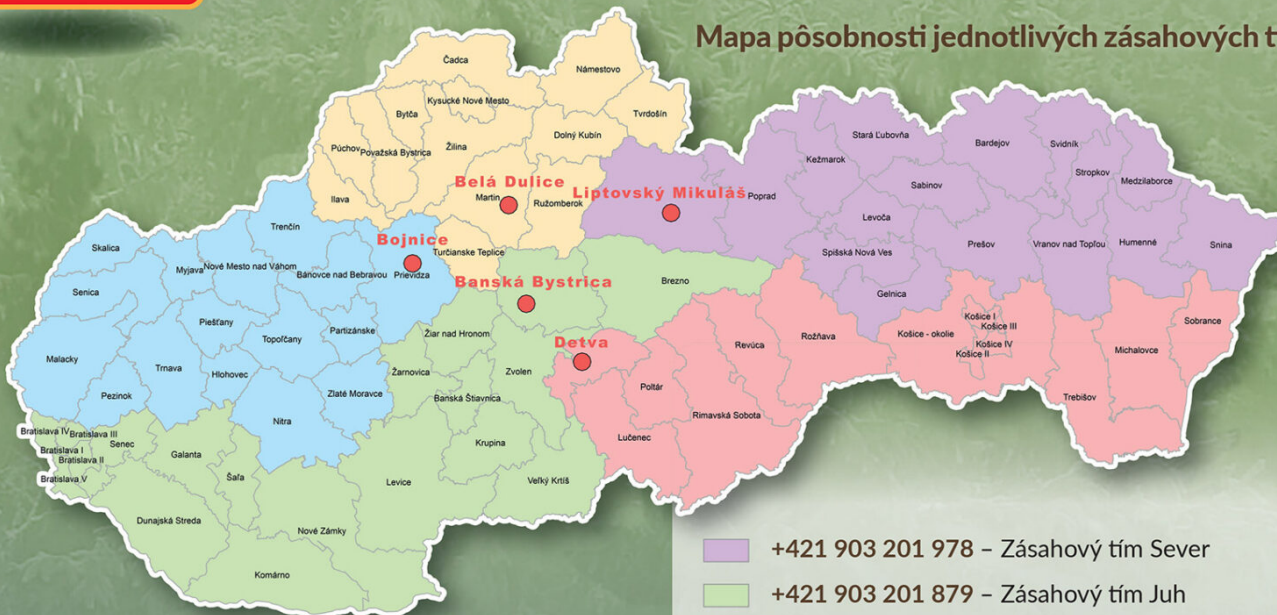 Mapa pôsobnosti jednotlivých zásahových t
Čadca
Námestovo
Kysucké Nové Mesto
Bytča
Tvrdošín
Dolný Kubín
Púchov
Považská Bystrica
Žilina
Stará Ľubovňa
Bardejov
Svidník
Kežmarok
Stropkov
Medzilaborce
Sabinov
Belá Dulice
Liptovský Mikuláš
Poprad
Ilava
Martin
Ružomberok
Levoča
Trenčín
Bojnice
Turčianske Teplice
Spišská Nová Ves
Prešov
Vranov nad Topľou
Humenné
Snina
Skalica
Myjava
Nové Mesto nad Váhom
Bánovce nad Bebravou
Prievidza
Banská Bystrica
Brezno
Gelnica
Senica
Piešťany
Topoľčany
Partizánske
Žiar nad Hronom
Detva
Revúca
Rožňava
Košice - okolie
Košice I
Košice III
Košice IV
Košice II
Sobrance
Michalovce
Malacky
Trnava
Hlohovec
Žarnovica
Zvolen
Poltár
Pezinok
Zlaté Moravce
Banská Štiavnica
Rimavská Sobota
Trebišov
Nitra
Lučenec
Bratislava IV
Bratislava III
Senec
Bratislava I
Bratislava II
Bratislava V
Galanta
Šaľa
Krupina
Levice
Veľký Krtíš
Dunajská Streda
Nové Zámky
Komárno
+421 903 201 978 – Zásahový tím Sever
+421 903 201 879 – Zásahový tím Juh